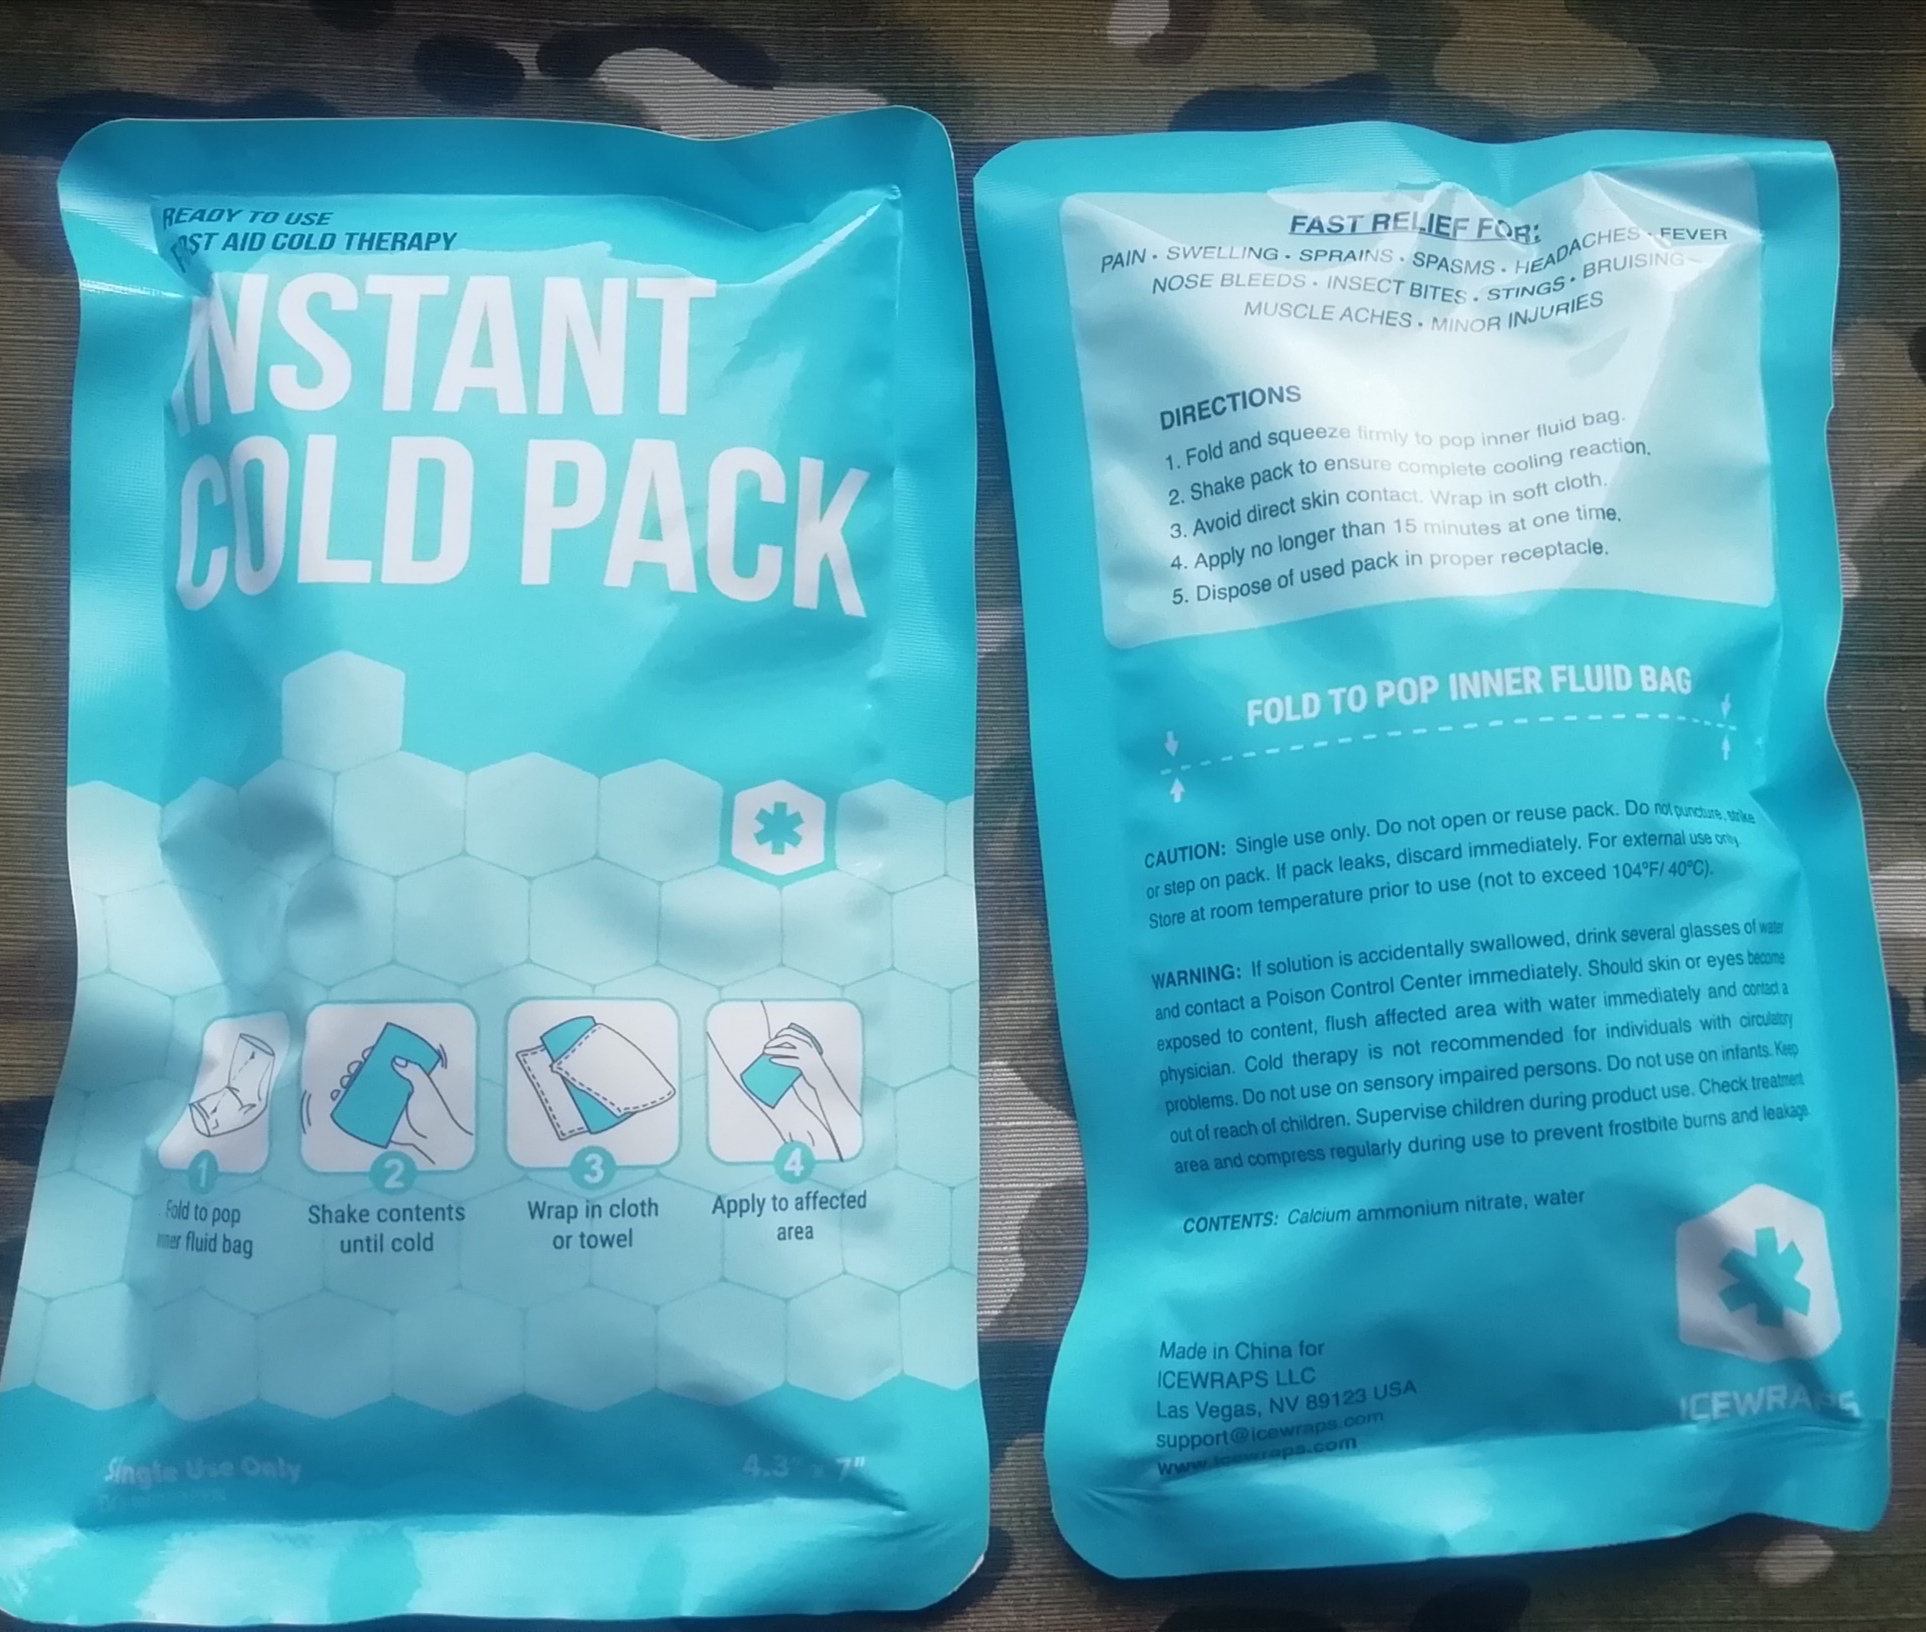 READY TO USE
FIRST AID COLD THERAPY
INSTANT
COLD PACK
1
Fold to pop
inner fluid bag
2
Shake contents
until cold
3
Wrap in cloth
or towel
4
Apply to affected
area
Single Use Only
4.3" x 7"
FAST RELIEF FOR:
PAIN • SWELLING • SPRAINS • SPASMS • HEADACHES • FEVER
NOSE BLEEDS • INSECT BITES • STINGS • BRUISING
MUSCLE ACHES • MINOR INJURIES
DIRECTIONS
1. Fold and squeeze firmly to pop inner fluid bag.
2. Shake pack to ensure complete cooling reaction.
3. Avoid direct skin contact. Wrap in soft cloth.
4. Apply no longer than 15 minutes at one time.
5. Dispose of used pack in proper receptacle.
FOLD TO POP INNER FLUID BAG
CAUTION: Single use only. Do not open or reuse pack. Do not puncture, strike
or step on pack. If pack leaks, discard immediately. For external use only.
Store at room temperature prior to use (not to exceed 104°F/ 40°C).
WARNING: If solution is accidentally swallowed, drink several glasses of water
and contact a Poison Control Center immediately. Should skin or eyes become
exposed to content, flush affected area with water immediately and contact a
physician. Cold therapy is not recommended for individuals with circulatory
problems. Do not use on sensory impaired persons. Do not use on infants. Keep
out of reach of children. Supervise children during product use. Check treatment
area and compress regularly during use to prevent frostbite burns and leakage.
CONTENTS: Calcium ammonium nitrate, water
Made in China for
ICEWRAPS LLC
Las Vegas, NV 89123 USA
support@icewraps.com
www.icewraps.com
ICEWRAPS